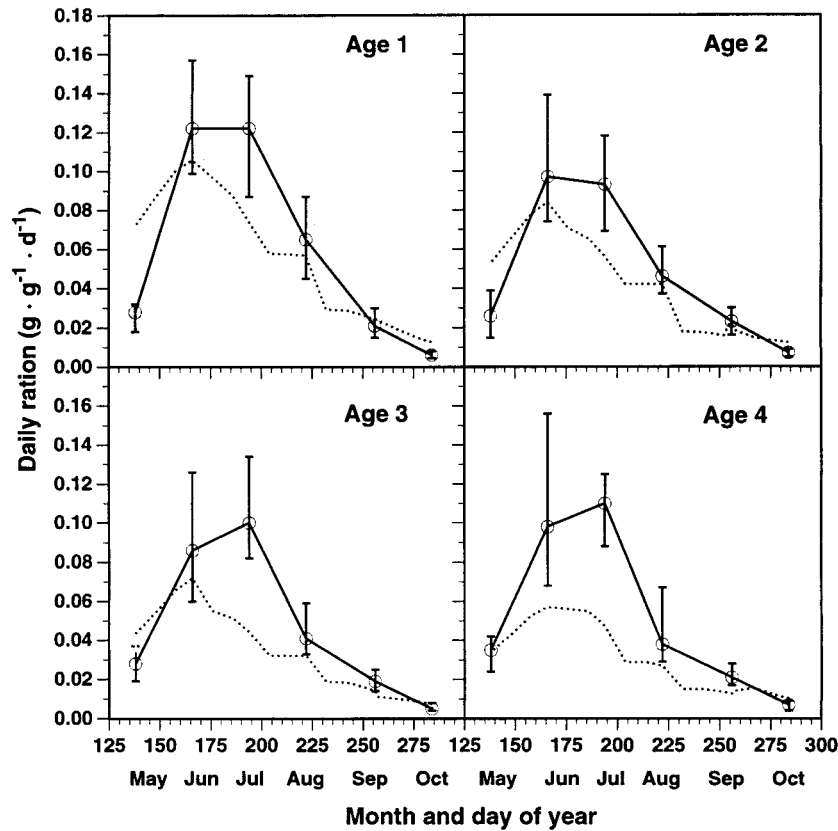 Daily ration (g · g⁻¹ · d⁻¹)
0.18
0.16
0.14
0.12
0.10
0.08
0.06
0.04
0.02
0.00
Age 1
Age 2
0.16
0.14
0.12
0.10
0.08
0.06
0.04
0.02
0.00
Age 3
Age 4
125 150 175 200 225 250 275 125 150 175 200 225 250 275 300
May Jun Jul Aug Sep Oct May Jun Jul Aug Sep Oct
Month and day of year